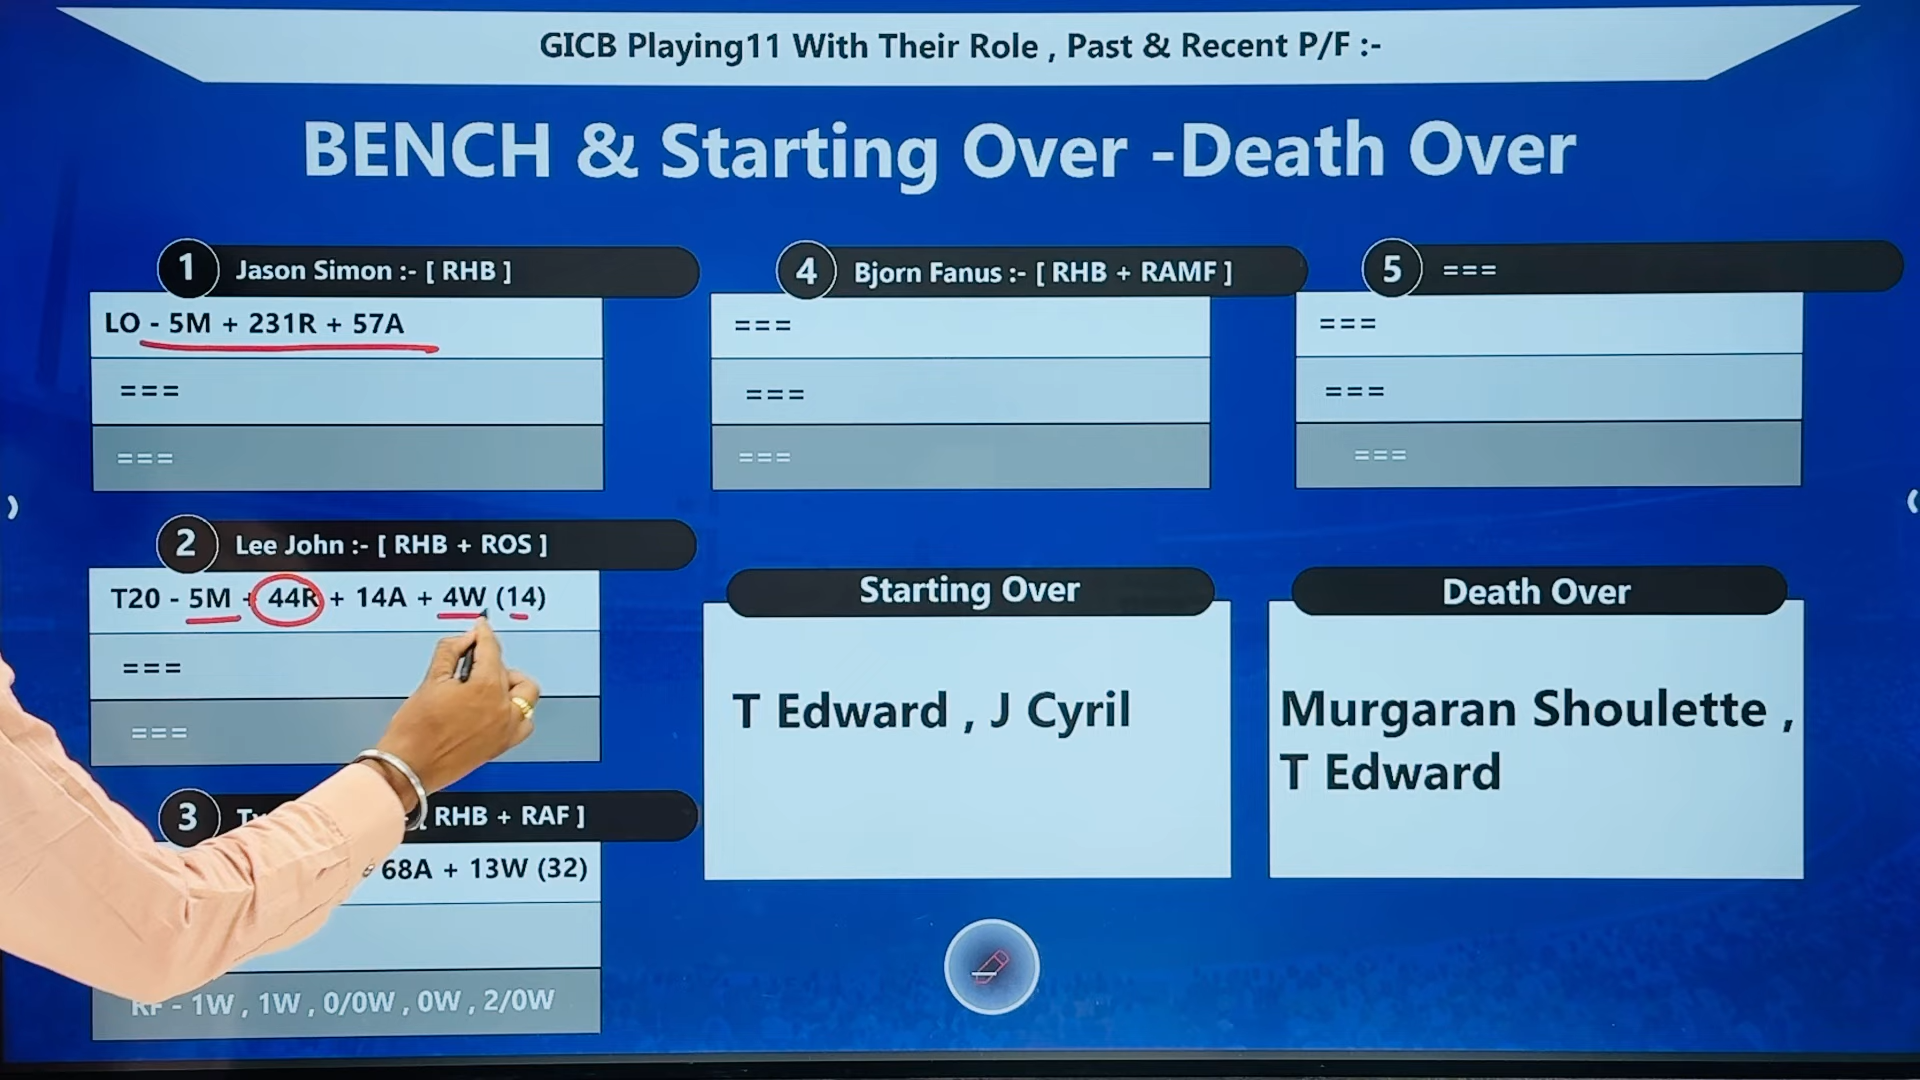 GICB Playing11 With Their Role , Past & Recent P/F :-
BENCH & Starting Over -Death Over
1 Jason Simon :- [ RHB ]
LO - 5M + 231R + 57A
===
===
2 Lee John :- [ RHB + ROS ]
T20 - 5M + 44R + 14A + 4W (14)
===
===
3 [ RHB + RAF ]
68A + 13W (32)
RF - 1W , 1W , 0/0W , 0W , 2/0W
4 Bjorn Fanus :- [ RHB + RAMF ]
===
===
===
5 ===
===
===
===
Starting Over
T Edward , J Cyril
Death Over
Murgaran Shoulette ,
T Edward